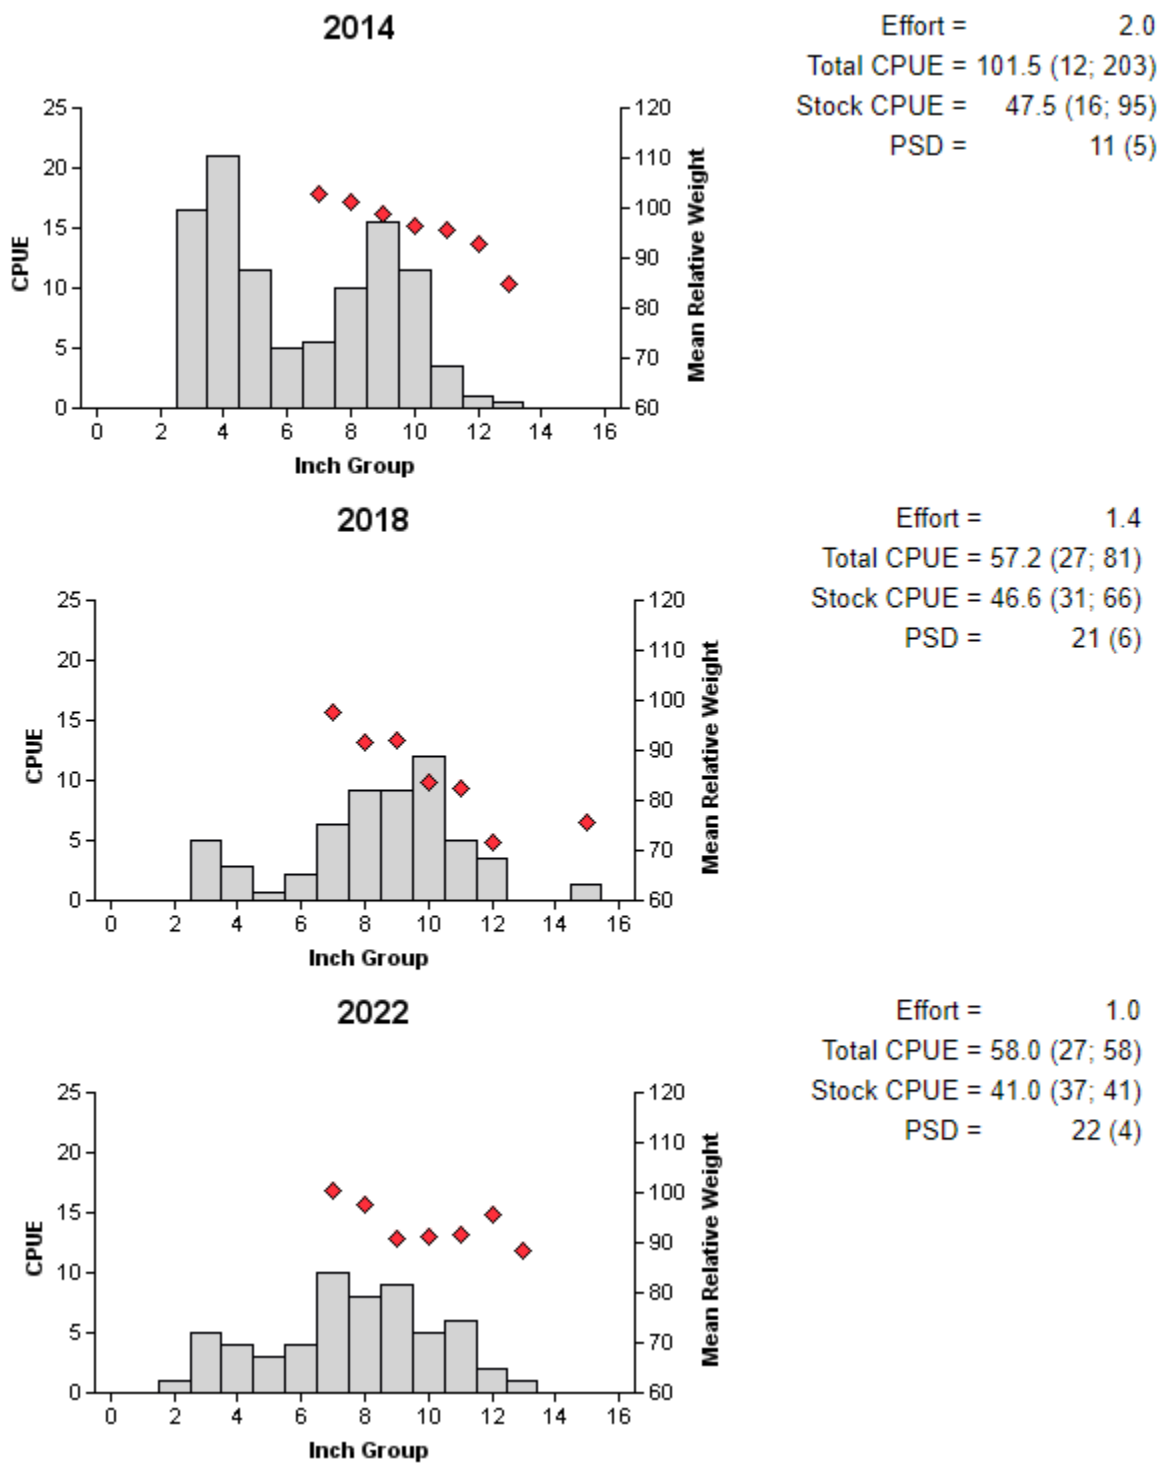 2014
Effort = 2.0
Total CPUE = 101.5 (12; 203)
Stock CPUE = 47.5 (16; 95)
PSD = 11 (5)
25
20
15
10
5
0
CPUE
120
110
100
90
80
70
60
Mean Relative Weight
0 2 4 6 8 10 12 14 16
Inch Group
2018
Effort = 1.4
Total CPUE = 57.2 (27; 81)
Stock CPUE = 46.6 (31; 66)
PSD = 21 (6)
25
20
15
10
5
0
CPUE
120
110
100
90
80
70
60
Mean Relative Weight
0 2 4 6 8 10 12 14 16
Inch Group
2022
Effort = 1.0
Total CPUE = 58.0 (27; 58)
Stock CPUE = 41.0 (37; 41)
PSD = 22 (4)
25
20
15
10
5
0
CPUE
120
110
100
90
80
70
60
Mean Relative Weight
0 2 4 6 8 10 12 14 16
Inch Group